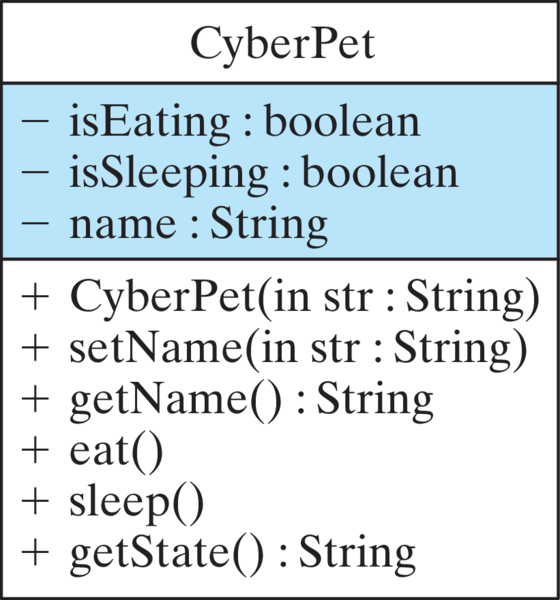 CyberPet
− isEating : boolean
− isSleeping : boolean
− name : String
+ CyberPet(in str : String)
+ setName(in str : String)
+ getName() : String
+ eat()
+ sleep()
+ getState() : String